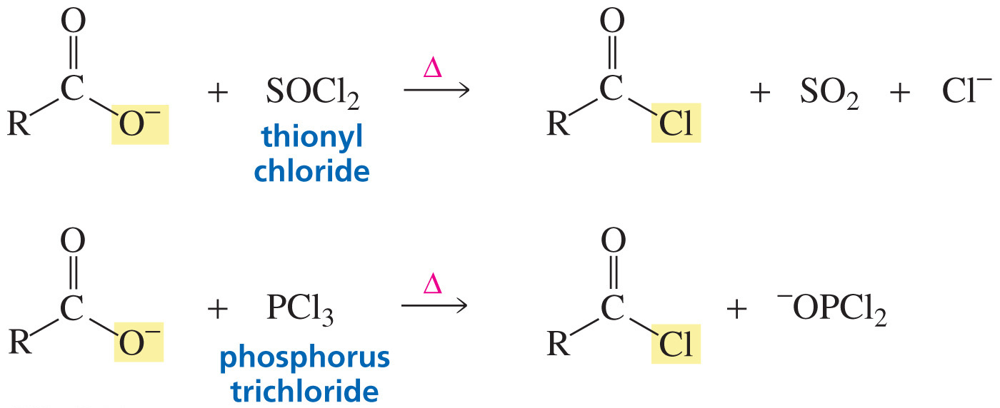 O O
Δ
C + SOCl₂ ⟶ C + SO₂ + Cl⁻
R O⁻ R Cl
thionyl
chloride
O O
Δ
C + PCl₃ ⟶ C + ⁻OPCl₂
R O⁻ R Cl
phosphorus
trichloride